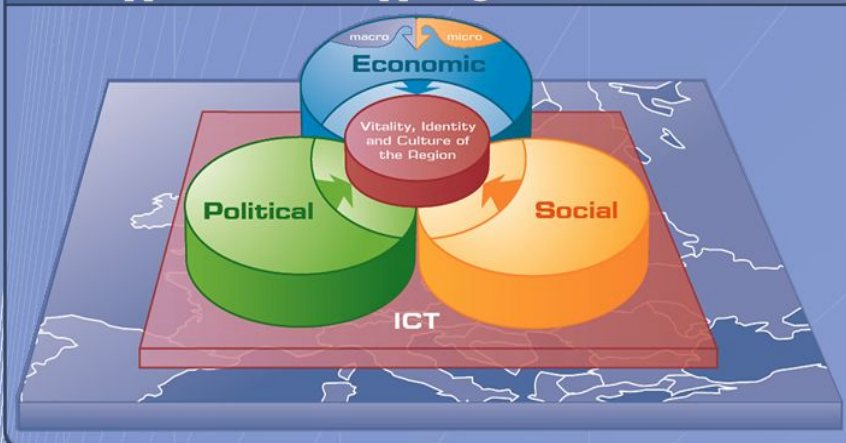 macro micro
Economic
Vitality, Identity
and Culture of
the Region
Political
Social
ICT